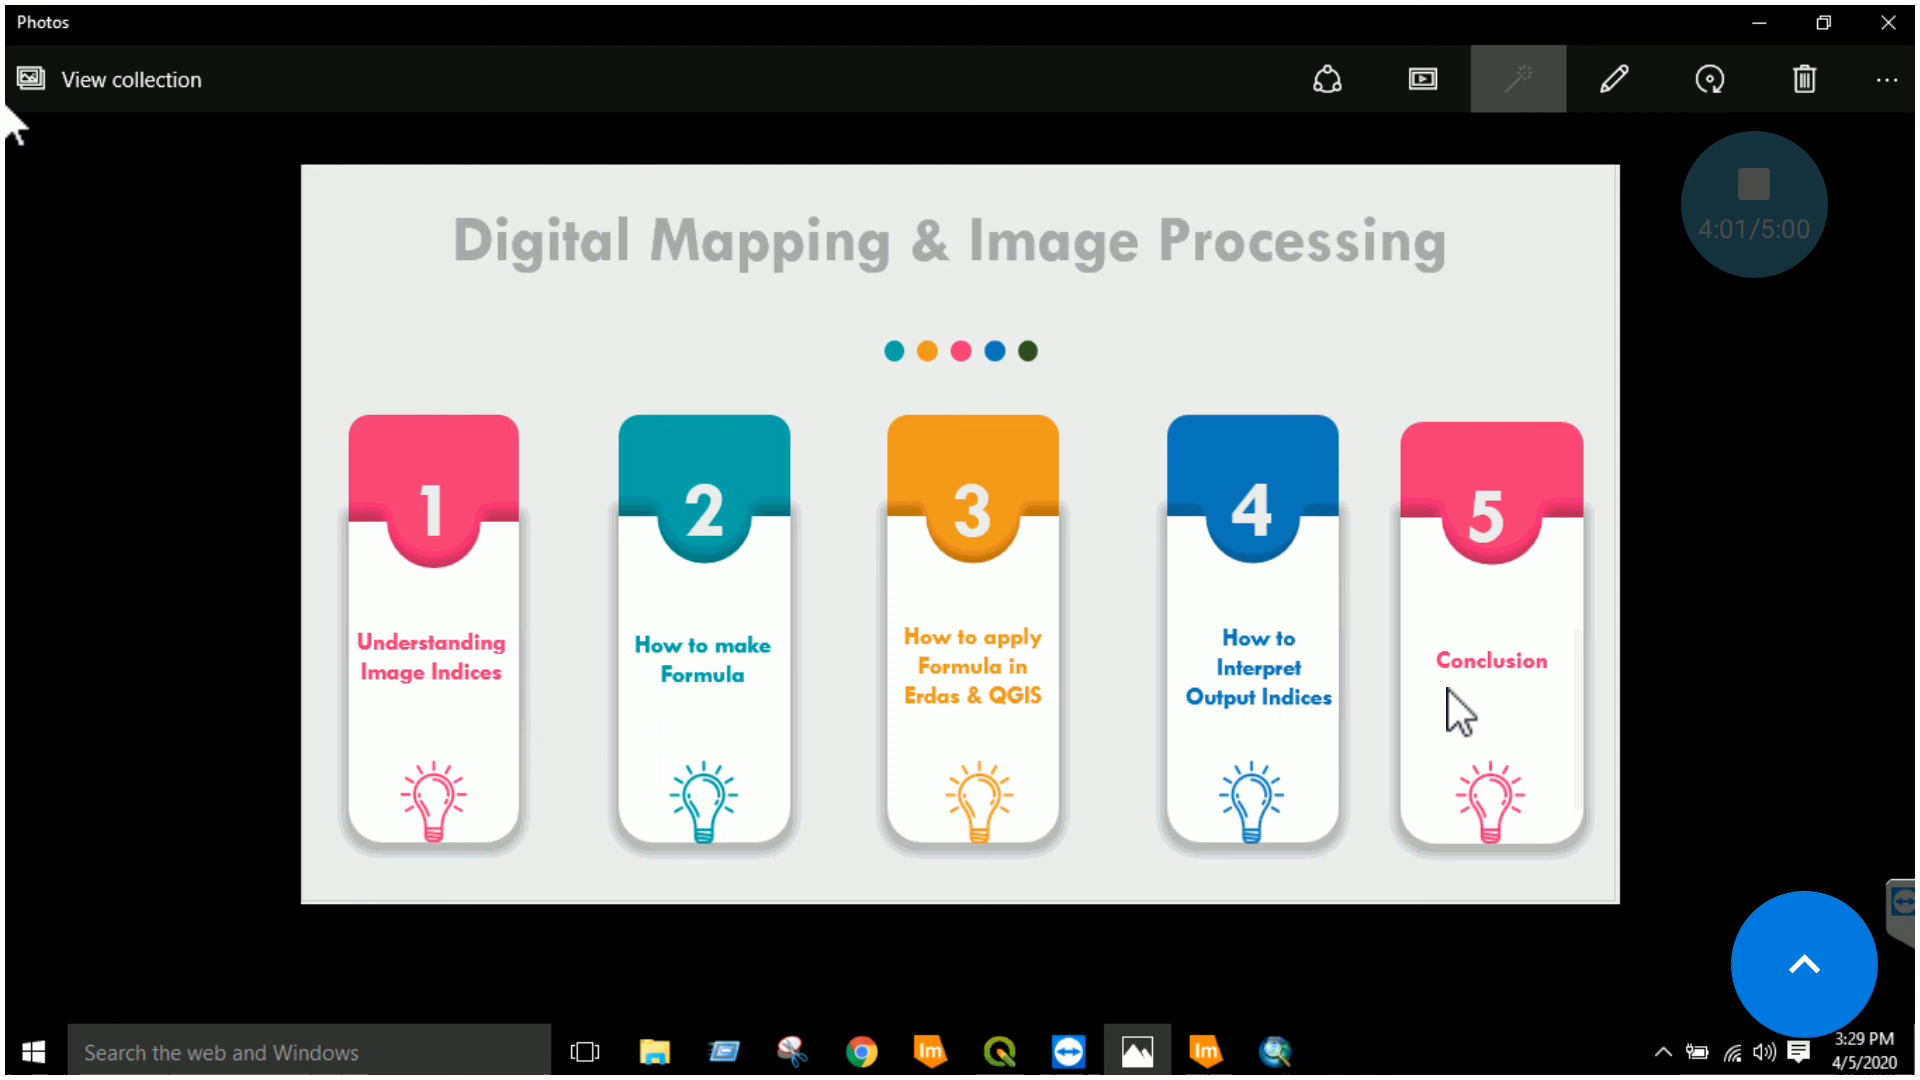 Photos
View collection
4:01/5:00
Digital Mapping & Image Processing
1
2
3
4
5
Understanding
Image Indices
How to make
Formula
How to apply
Formula in
Erdas & QGIS
How to
Interpret
Output Indices
Conclusion
Search the web and Windows
Im
Im
3:29 PM
4/5/2020